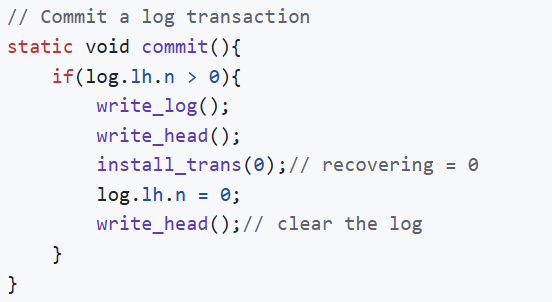 // Commit a log transaction
static void commit(){
    if(log.lh.n > 0){
        write_log();
        write_head();
        install_trans(0);// recovering = 0
        log.lh.n = 0;
        write_head();// clear the log
    }
}